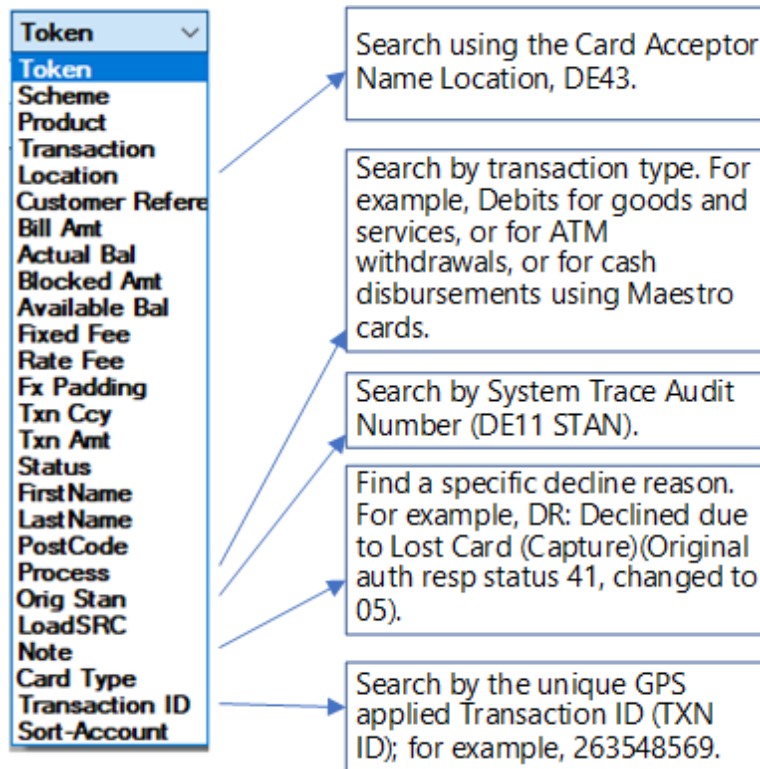 Token
Token
Scheme
Product
Transaction
Location
Customer Refere
Bill Amt
Actual Bal
Blocked Amt
Available Bal
Fixed Fee
Rate Fee
Fx Padding
Txn Ccy
Txn Amt
Status
FirstName
LastName
PostCode
Process
Orig Stan
LoadSRC
Note
Card Type
Transaction ID
Sort-Account
Search using the Card Acceptor
Name Location, DE43.
Search by transaction type. For
example, Debits for goods and
services, or for ATM
withdrawals, or for cash
disbursements using Maestro
cards.
Search by System Trace Audit
Number (DE11 STAN).
Find a specific decline reason.
For example, DR: Declined due
to Lost Card (Capture)(Original
auth resp status 41, changed to
05).
Search by the unique GPS
applied Transaction ID (TXN
ID); for example, 263548569.